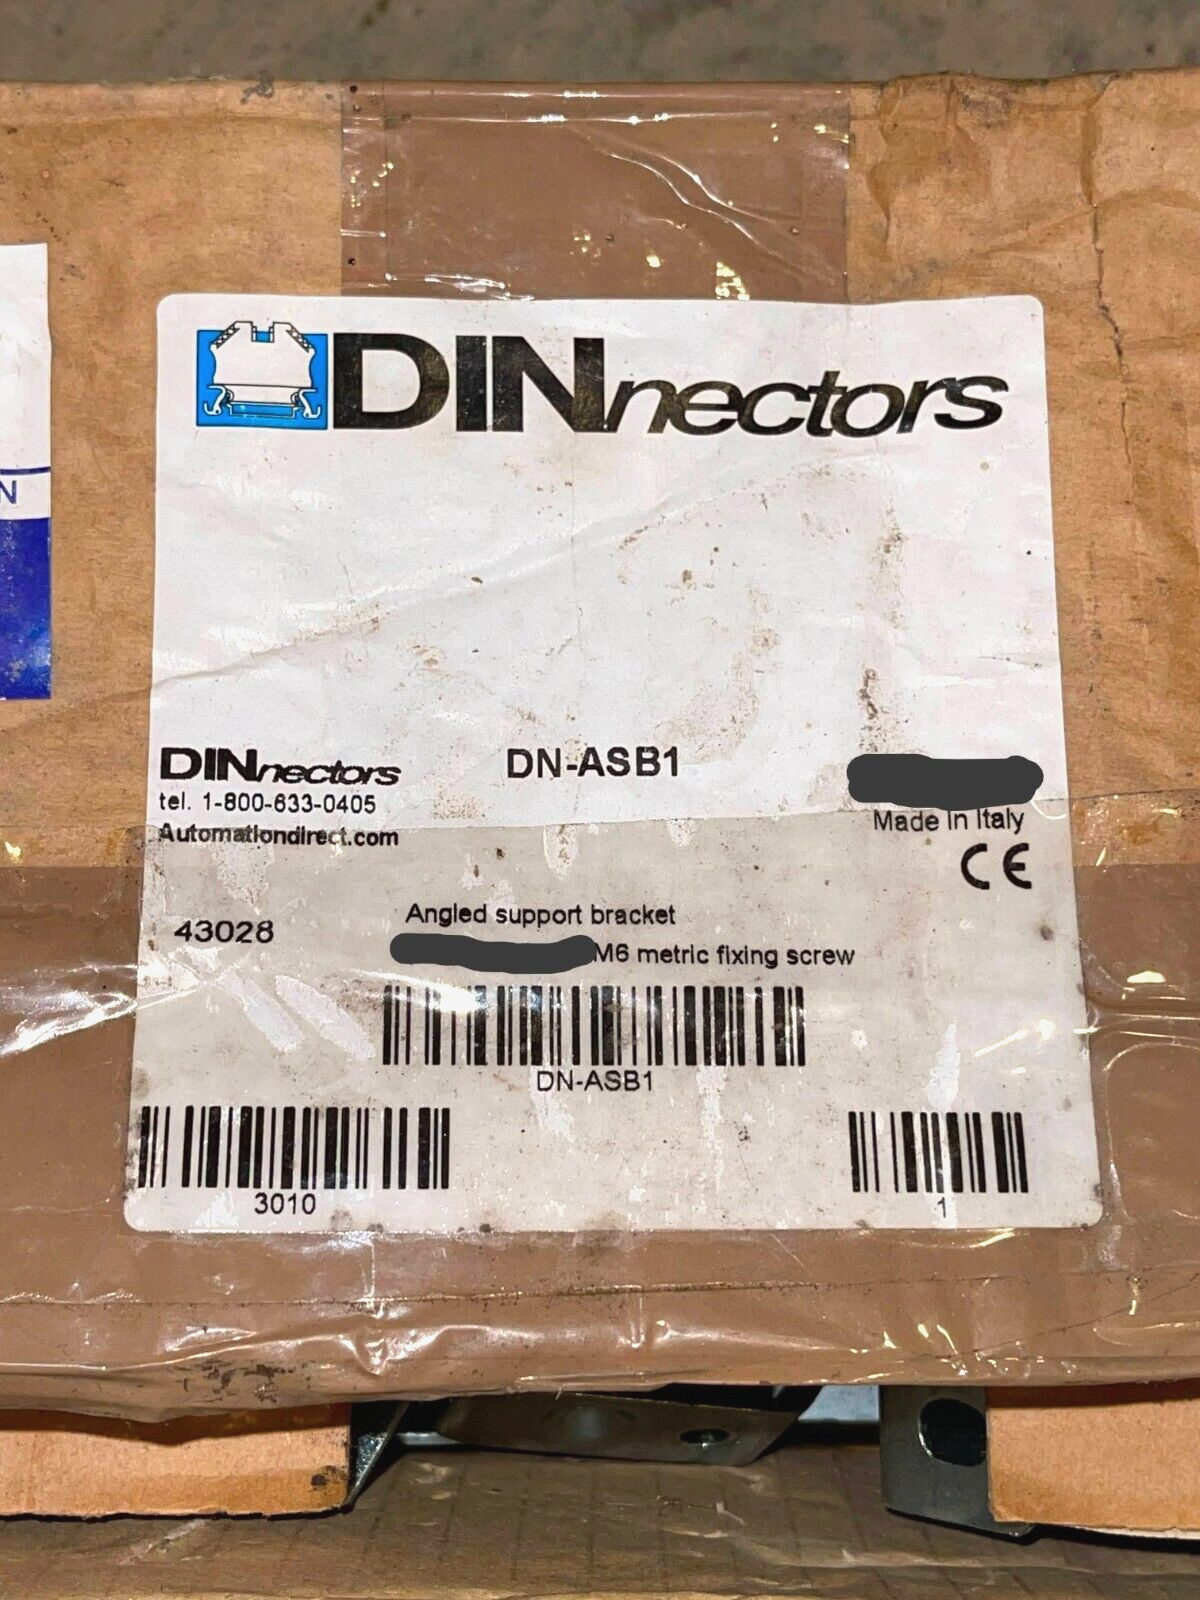 DINnectors
N
DINnectors
DN-ASB1
tel. 1-800-633-0405
Automationdirect.com
Made in Italy
CE
43028
Angled support bracket
M6 metric fixing screw
DN-ASB1
3010
1